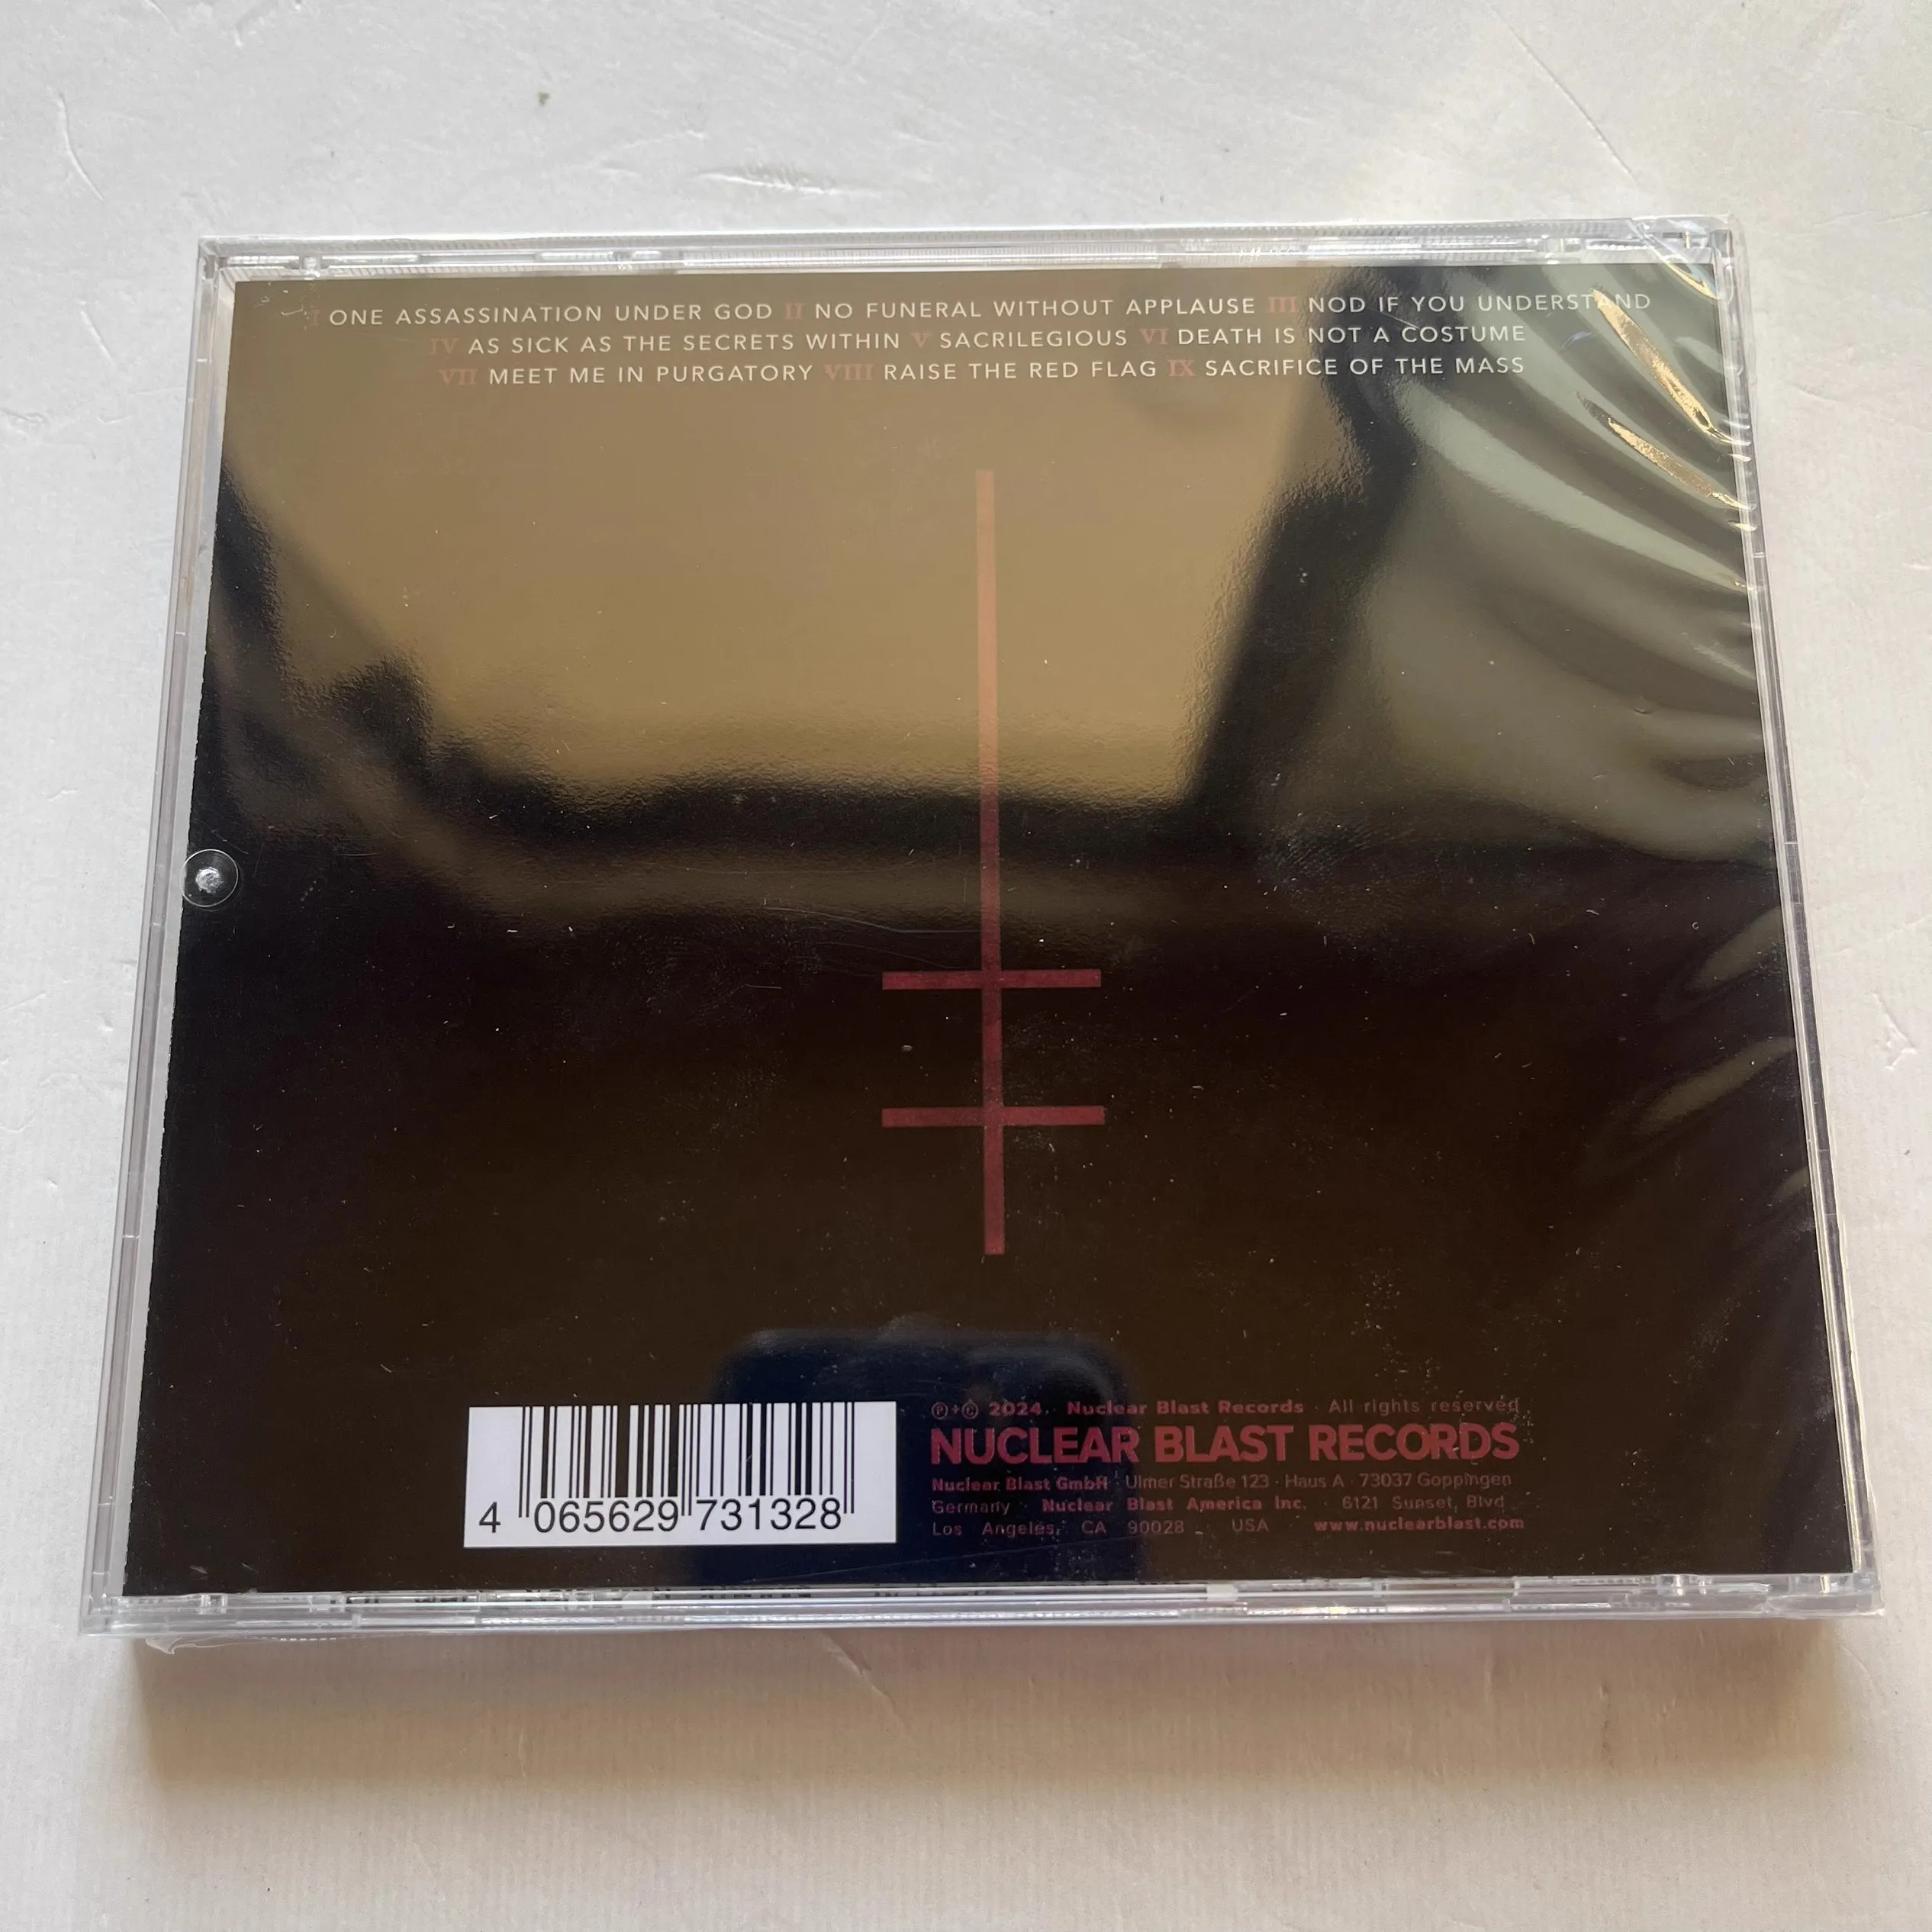 I ONE ASSASSINATION UNDER GOD II NO FUNERAL WITHOUT APPLAUSE III NOD IF YOU UNDERSTAND
IV AS SICK AS THE SECRETS WITHIN V SACRILEGIOUS VI DEATH IS NOT A COSTUME
VII MEET ME IN PURGATORY VIII RAISE THE RED FLAG IX SACRIFICE OF THE MASS
℗+© 2024 · Nuclear Blast Records · All rights reserved
NUCLEAR BLAST RECORDS
Nuclear Blast GmbH · Ulmer Straße 123 · Haus A · 73037 Göppingen
Germany · Nuclear Blast America Inc. · 6121 Sunset Blvd
Los Angeles, CA 90028 USA www.nuclearblast.com
4 065629 731328